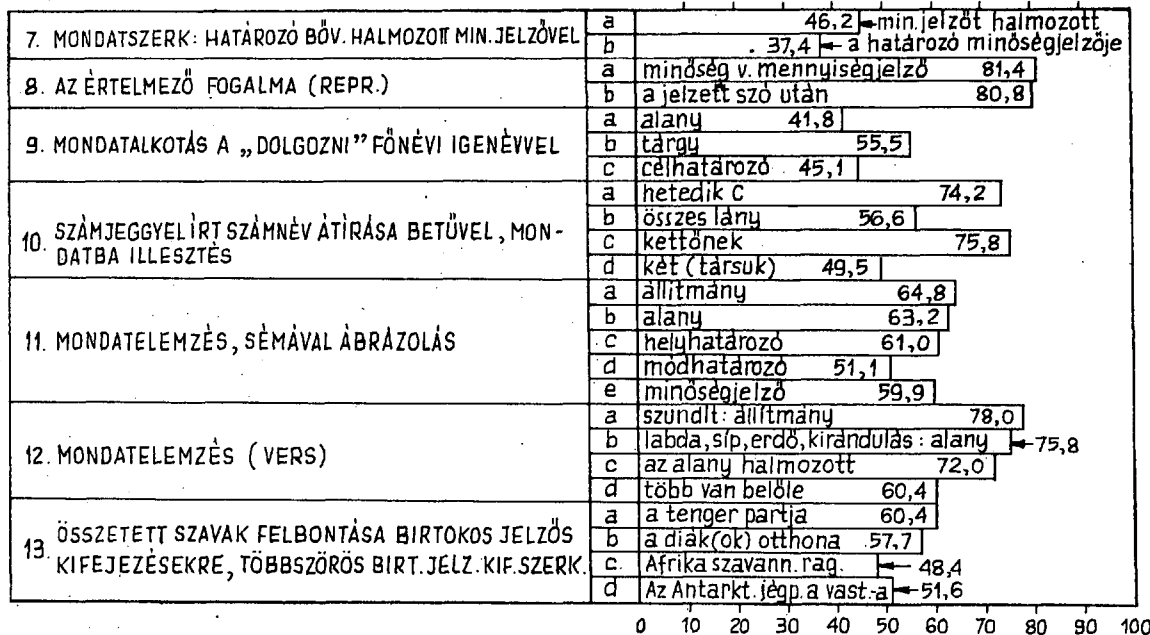 7. MONDATSZERK: HATÁROZÓ BŐV. HALMOZOTT MIN. JELZŐVEL
a 46,2 min. jelzőt halmozott
b 37,4 a határozó minőségjelzője
8. AZ ÉRTELMEZŐ FOGALMA (REPR.)
a minőség v. mennyiségjelző 81,4
b a jelzett szó után 80,8
9. MONDATALKOTÁS A „DOLGOZNI” FŐNÉVI IGENÉVVEL
a alany 41,8
b tárgy 55,5
c célhatározó 45,1
10. SZÁMJEGGYEL ÍRT SZÁMNÉV ÁTÍRÁSA BETŰVEL, MON-
DATBA ILLESZTÉS
a hetedik C 74,2
b összes lány 56,6
c kettőnek 75,8
d két (társuk) 49,5
11. MONDATELEMZÉS, SÉMÁVAL ÁBRÁZOLÁS
a állítmány 64,8
b alany 63,2
c helyhatározó 61,0
d módhatározó 51,1
e minőségjelző 59,9
12. MONDATELEMZÉS (VERS)
a szundít: állítmány 78,0
b labda, síp, erdő, kirándulás: alany 75,8
c az alany halmozott 72,0
d több van belőle 60,4
13. ÖSSZETETT SZAVAK FELBONTÁSA BIRTOKOS JELZŐS
KIFEJEZÉSEKRE, TÖBBSZÖRÖS BIRT. JELZ. KIF. SZERK.
a a tenger partja 60,4
b a diák(ok) otthona 57,7
c. Afrika szavann. rag. 48,4
d Az Antarkt. jégp. a vast.-a 51,6
0 10 20 30 40 50 60 70 80 90 100